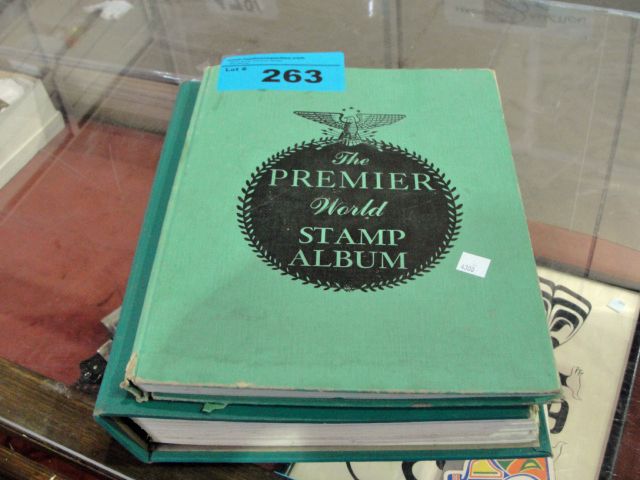 Lot #
263
The
PREMIER
World
STAMP
ALBUM